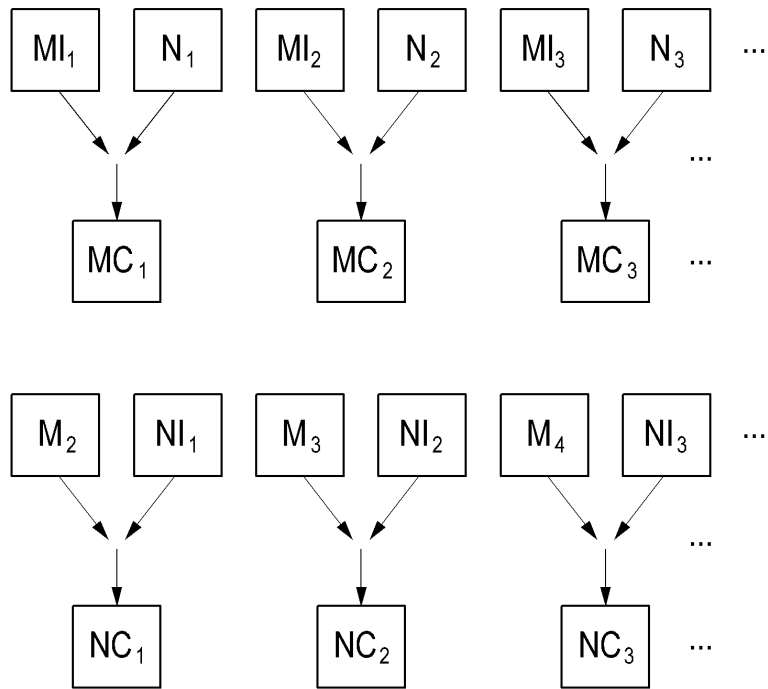 MI₁ N₁ MI₂ N₂ MI₃ N₃ ...
...
MC₁ MC₂ MC₃ ...
M₂ NI₁ M₃ NI₂ M₄ NI₃ ...
...
NC₁ NC₂ NC₃ ...